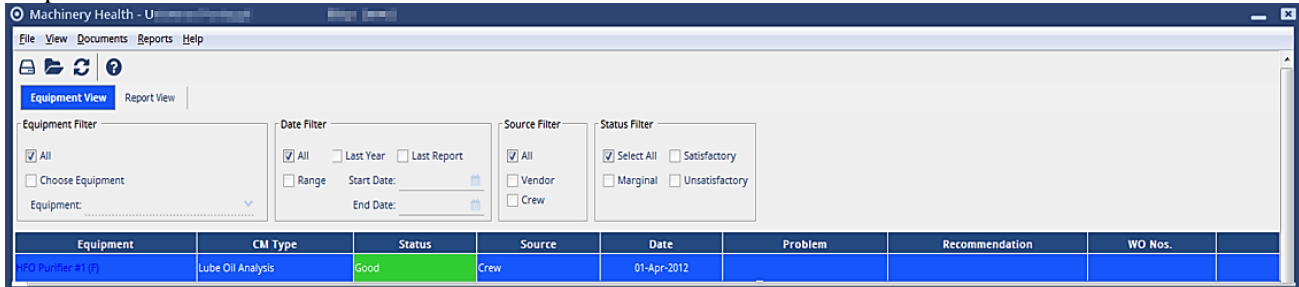 Machinery Health - U
File View Documents Reports Help
Equipment View Report View
Equipment Filter Date Filter Source Filter Status Filter
All All Last Year Last Report All Select All Satisfactory
Choose Equipment Range Start Date: Vendor Marginal Unsatisfactory
Equipment: End Date: Crew
Equipment CM Type Status Source Date Problem Recommendation WO Nos.
HFO Purifier #1 (F) Lube Oil Analysis Good Crew 01-Apr-2012